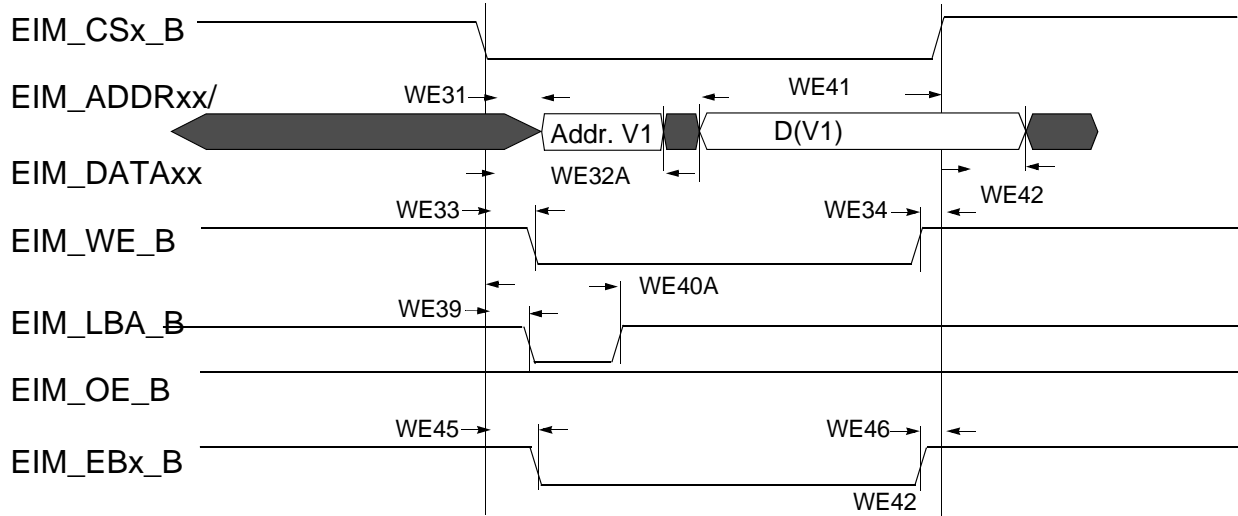 EIM_CSx_B
EIM_ADDRxx/
WE31
WE41
Addr. V1
D(V1)
EIM_DATAxx
WE32A
WE42
WE33
WE34
EIM_WE_B
WE40A
WE39
EIM_LBA_B
EIM_OE_B
WE45
WE46
EIM_EBx_B
WE42